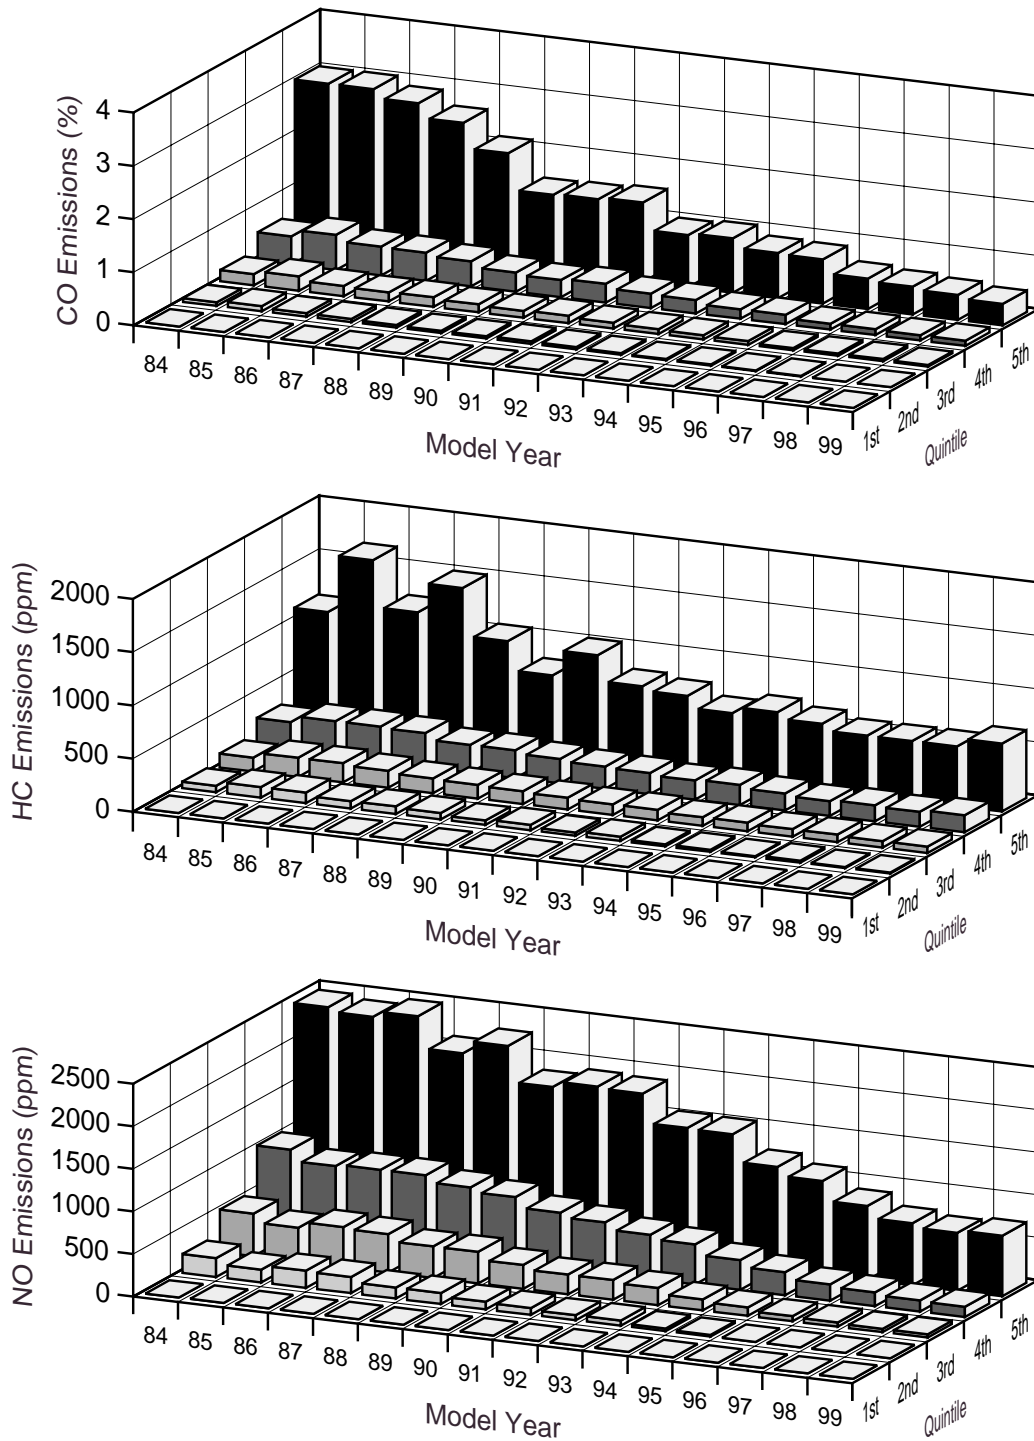 CO Emissions (%)
4
3
2
1
0
84 85 86 87 88 89 90 91 92 93 94 95 96 97 98 99
1st 2nd 3rd 4th 5th
Model Year
Quintile
HC Emissions (ppm)
2000
1500
1000
500
0
84 85 86 87 88 89 90 91 92 93 94 95 96 97 98 99
1st 2nd 3rd 4th 5th
Model Year
Quintile
NO Emissions (ppm)
2500
2000
1500
1000
500
0
84 85 86 87 88 89 90 91 92 93 94 95 96 97 98 99
1st 2nd 3rd 4th 5th
Model Year
Quintile